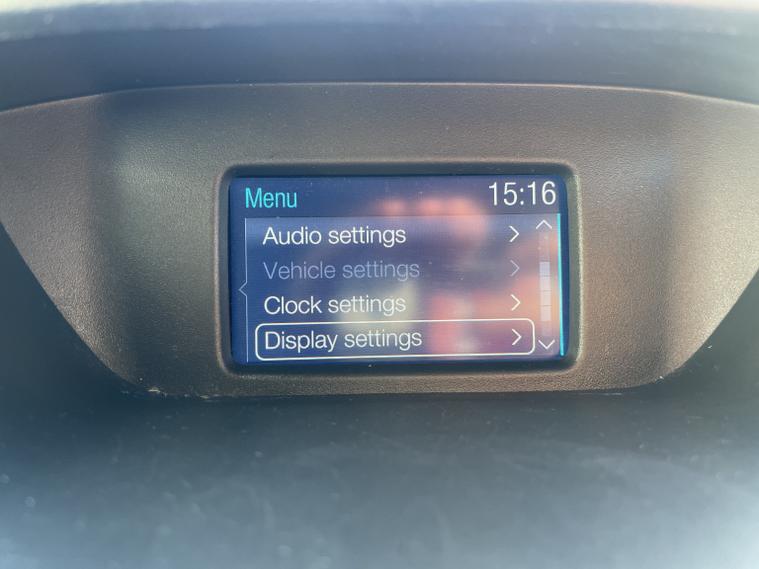 Menu 15:16
Audio settings
Vehicle settings
Clock settings
Display settings